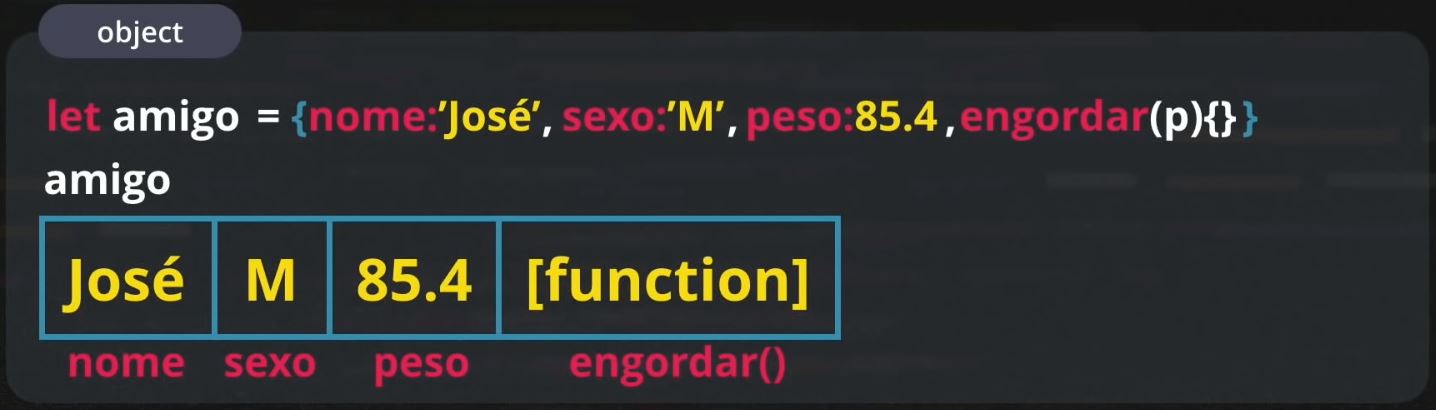 object
let amigo = {nome:’José’, sexo:’M’, peso:85.4 ,engordar(p){} }
amigo
José M 85.4 [function]
nome sexo peso engordar()